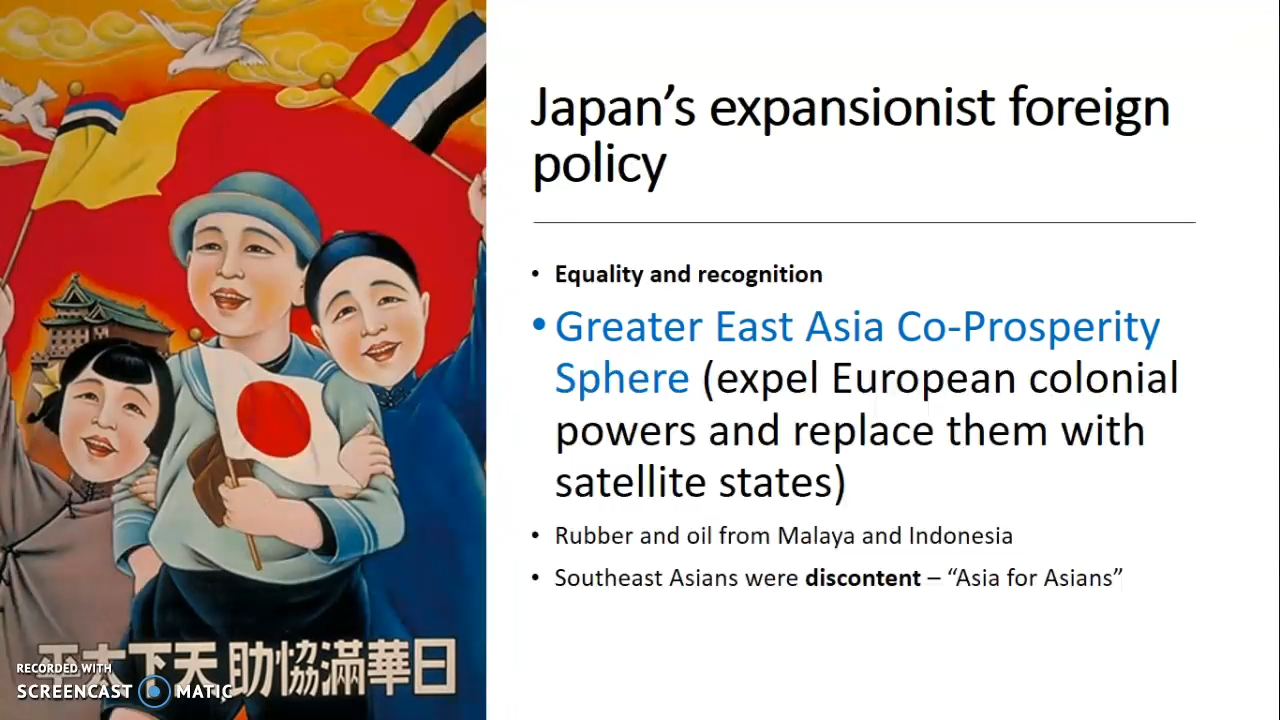 Japan’s expansionist foreign
policy
• Equality and recognition
• Greater East Asia Co-Prosperity
Sphere (expel European colonial
powers and replace them with
satellite states)
• Rubber and oil from Malaya and Indonesia
• Southeast Asians were discontent – “Asia for Asians”
平太下天 助協滿華日
RECORDED WITH
SCREENCAST MATIC